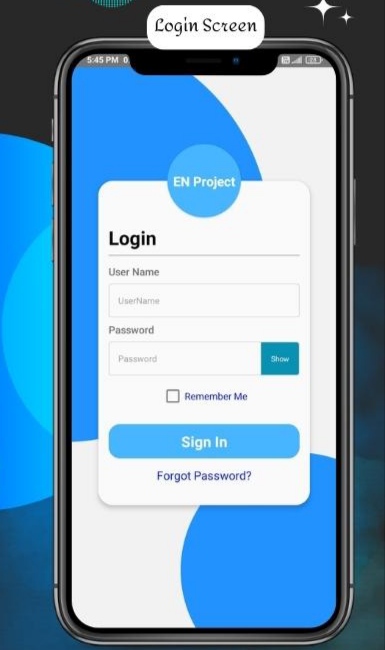 Login Screen
5:45 PM 0
EN Project
Login
User Name
UserName
Password
Password
Show
Remember Me
Sign In
Forgot Password?